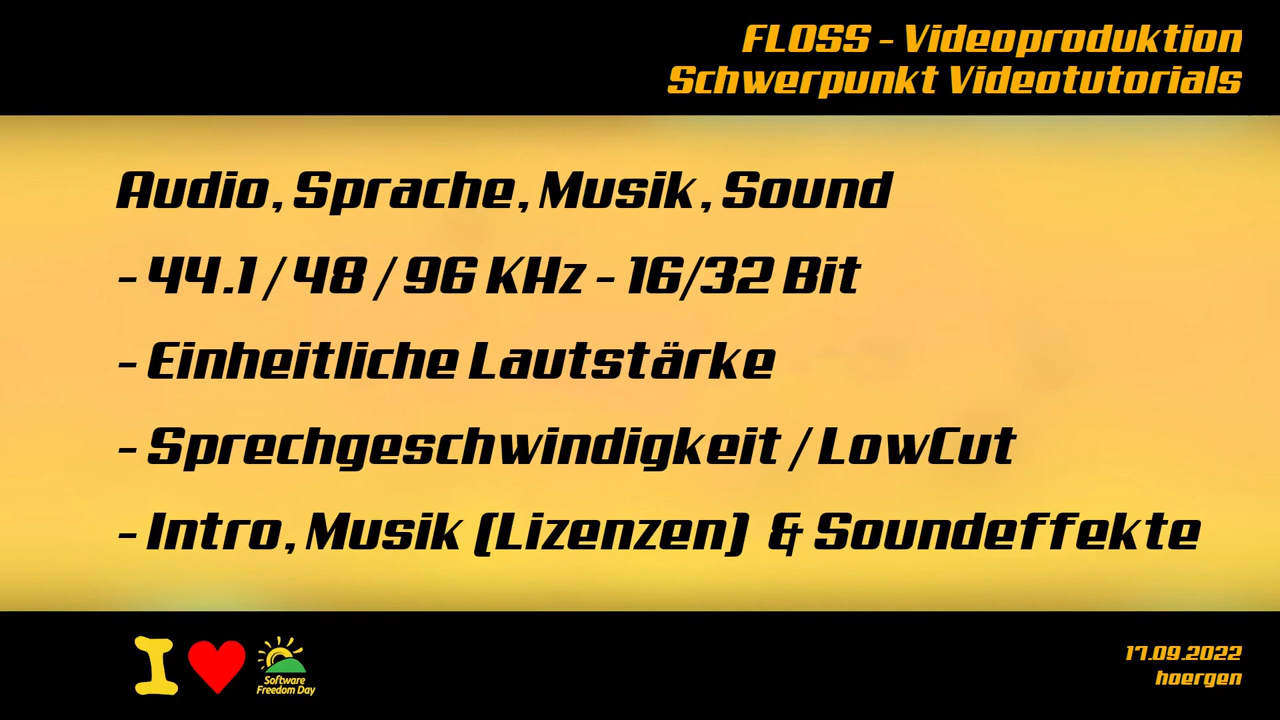 FLOSS - Videoproduktion
Schwerpunkt Videotutorials
Audio, Sprache, Musik, Sound
- 44.1 / 48 / 96 KHz - 16/32 Bit
- Einheitliche Lautstärke
- Sprechgeschwindigkeit / LowCut
- Intro, Musik (Lizenzen) & Soundeffekte
I
Software
Freedom Day
17.09.2022
hoergen